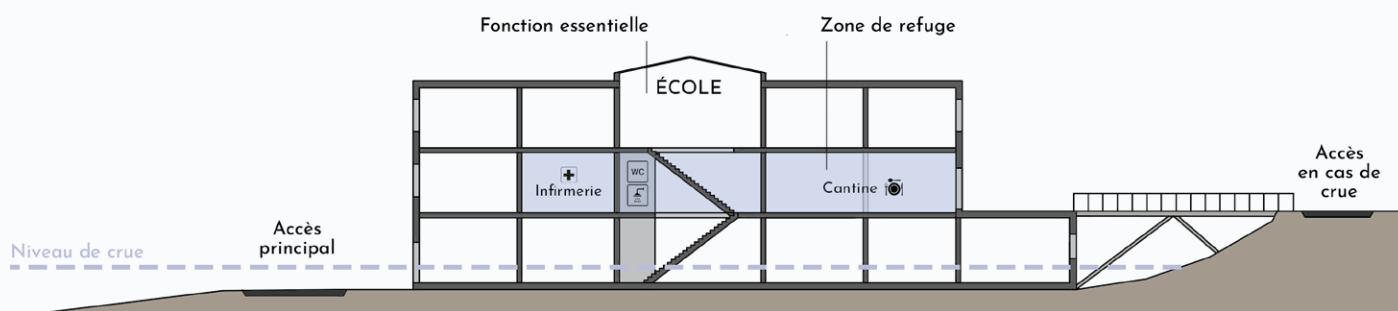 Fonction essentielle
Zone de refuge
ÉCOLE
WC
Infirmerie
Cantine
Accès
en cas de
crue
Accès
principal
Niveau de crue